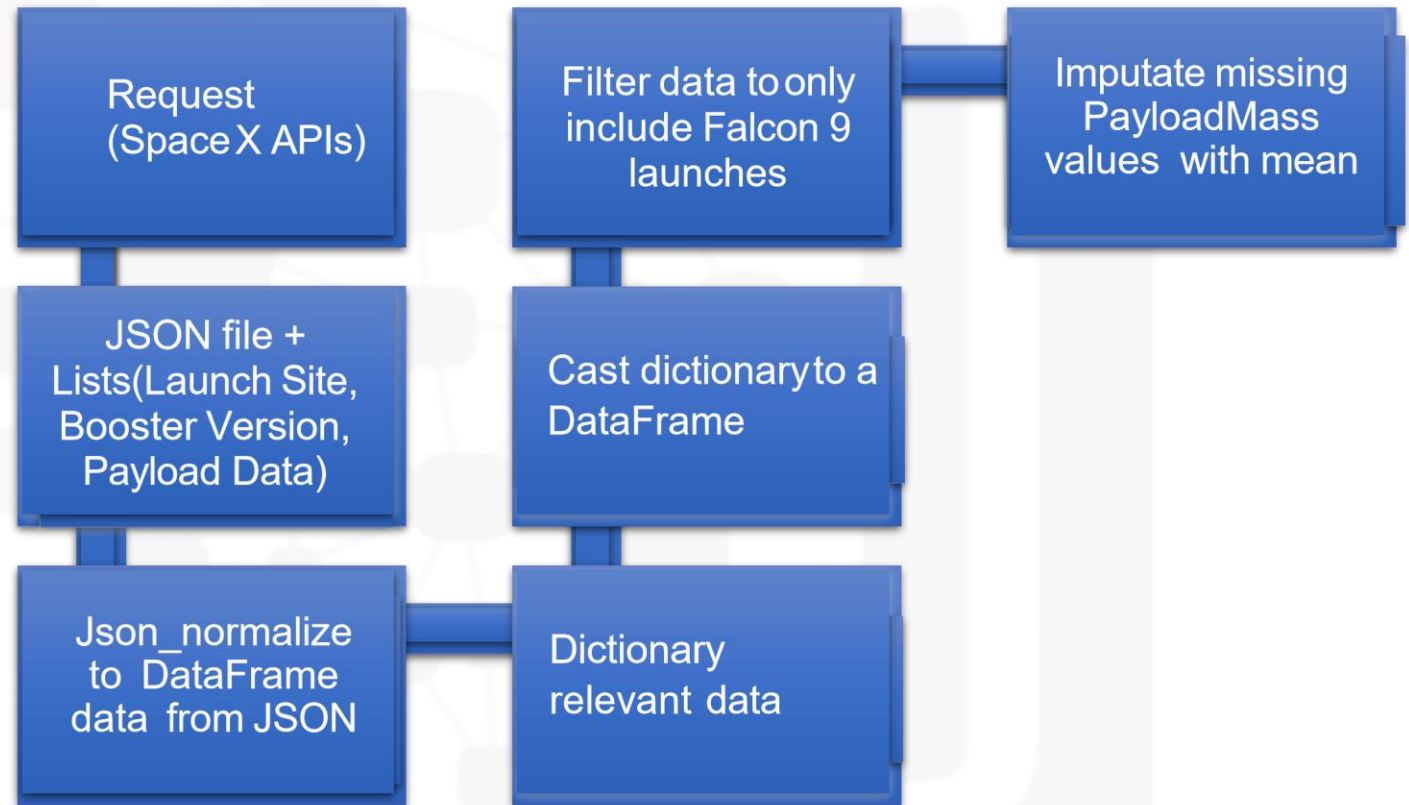 Request
(Space X APIs)
JSON file +
Lists(Launch Site,
Booster Version,
Payload Data)
Json_normalize
to DataFrame
data from JSON
Dictionary
relevant data
Cast dictionary to a
DataFrame
Filter data to only
include Falcon 9
launches
Imputate missing
PayloadMass
values with mean